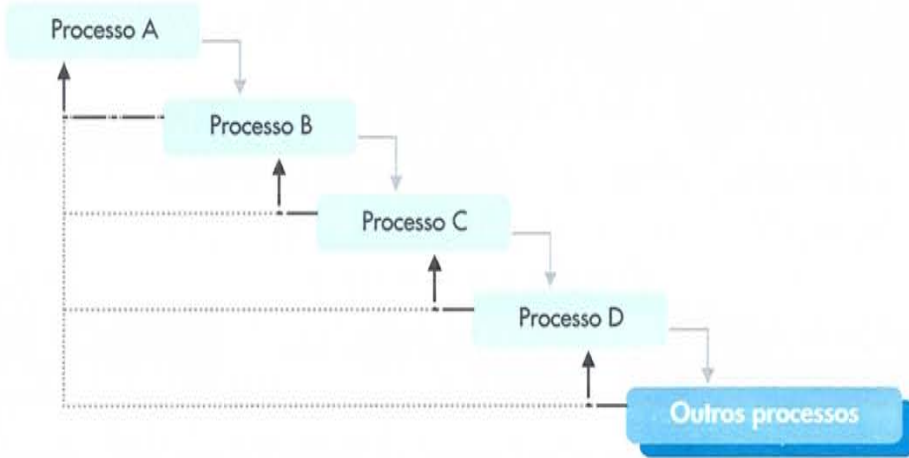 Processo A
Processo B
Processo C
Processo D
Outros processos